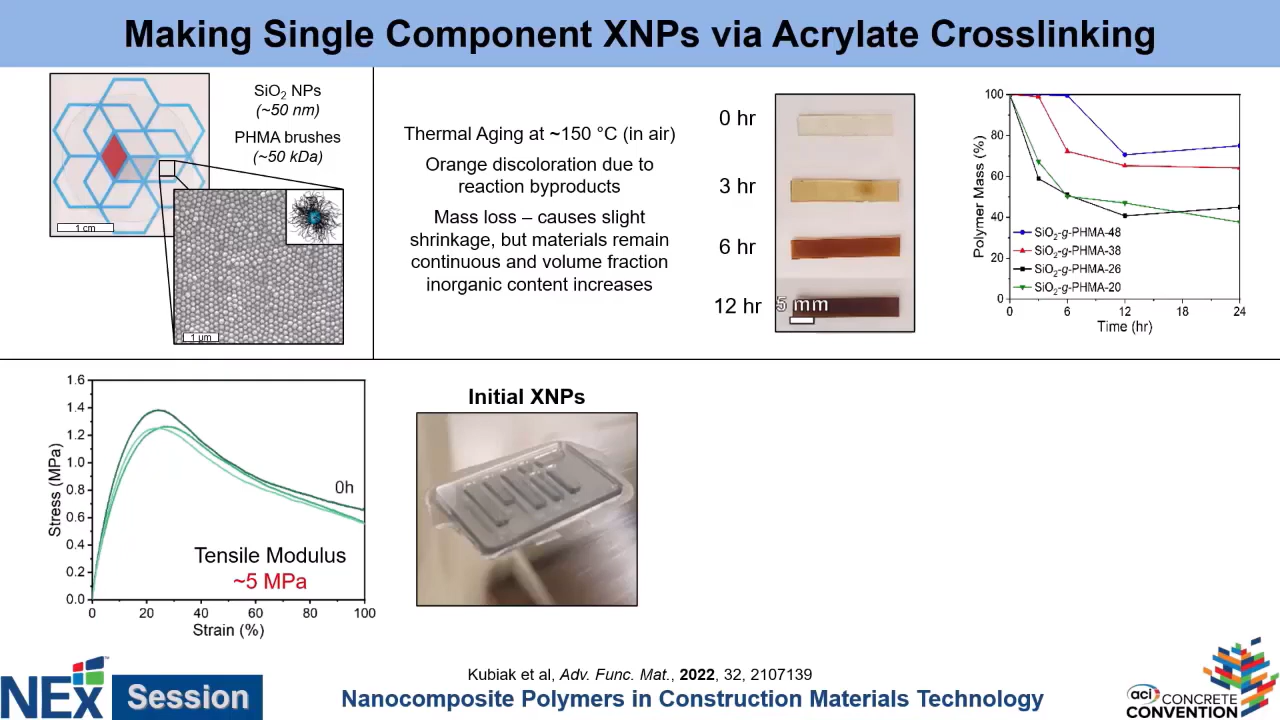 Making Single Component XNPs via Acrylate Crosslinking
SiO2 NPs
(~50 nm)
PHMA brushes
(~50 kDa)
1 cm
1 μm
Thermal Aging at ~150 °C (in air)
Orange discoloration due to
reaction byproducts
Mass loss – causes slight
shrinkage, but materials remain
continuous and volume fraction
inorganic content increases
0 hr
3 hr
6 hr
12 hr
5 mm
Polymer Mass (%)
100
80
60
40
20
0
SiO2-g-PHMA-48
SiO2-g-PHMA-38
SiO2-g-PHMA-26
SiO2-g-PHMA-20
0 6 12 18 24
Time (hr)
Stress (MPa)
1.6
1.4
1.2
1.0
0.8
0.6
0.4
0.2
0.0
0h
Tensile Modulus
~5 MPa
0 20 40 60 80 100
Strain (%)
Initial XNPs
Kubiak et al, Adv. Func. Mat., 2022, 32, 2107139
Nanocomposite Polymers in Construction Materials Technology
NEx Session
aci CONCRETE
CONVENTION